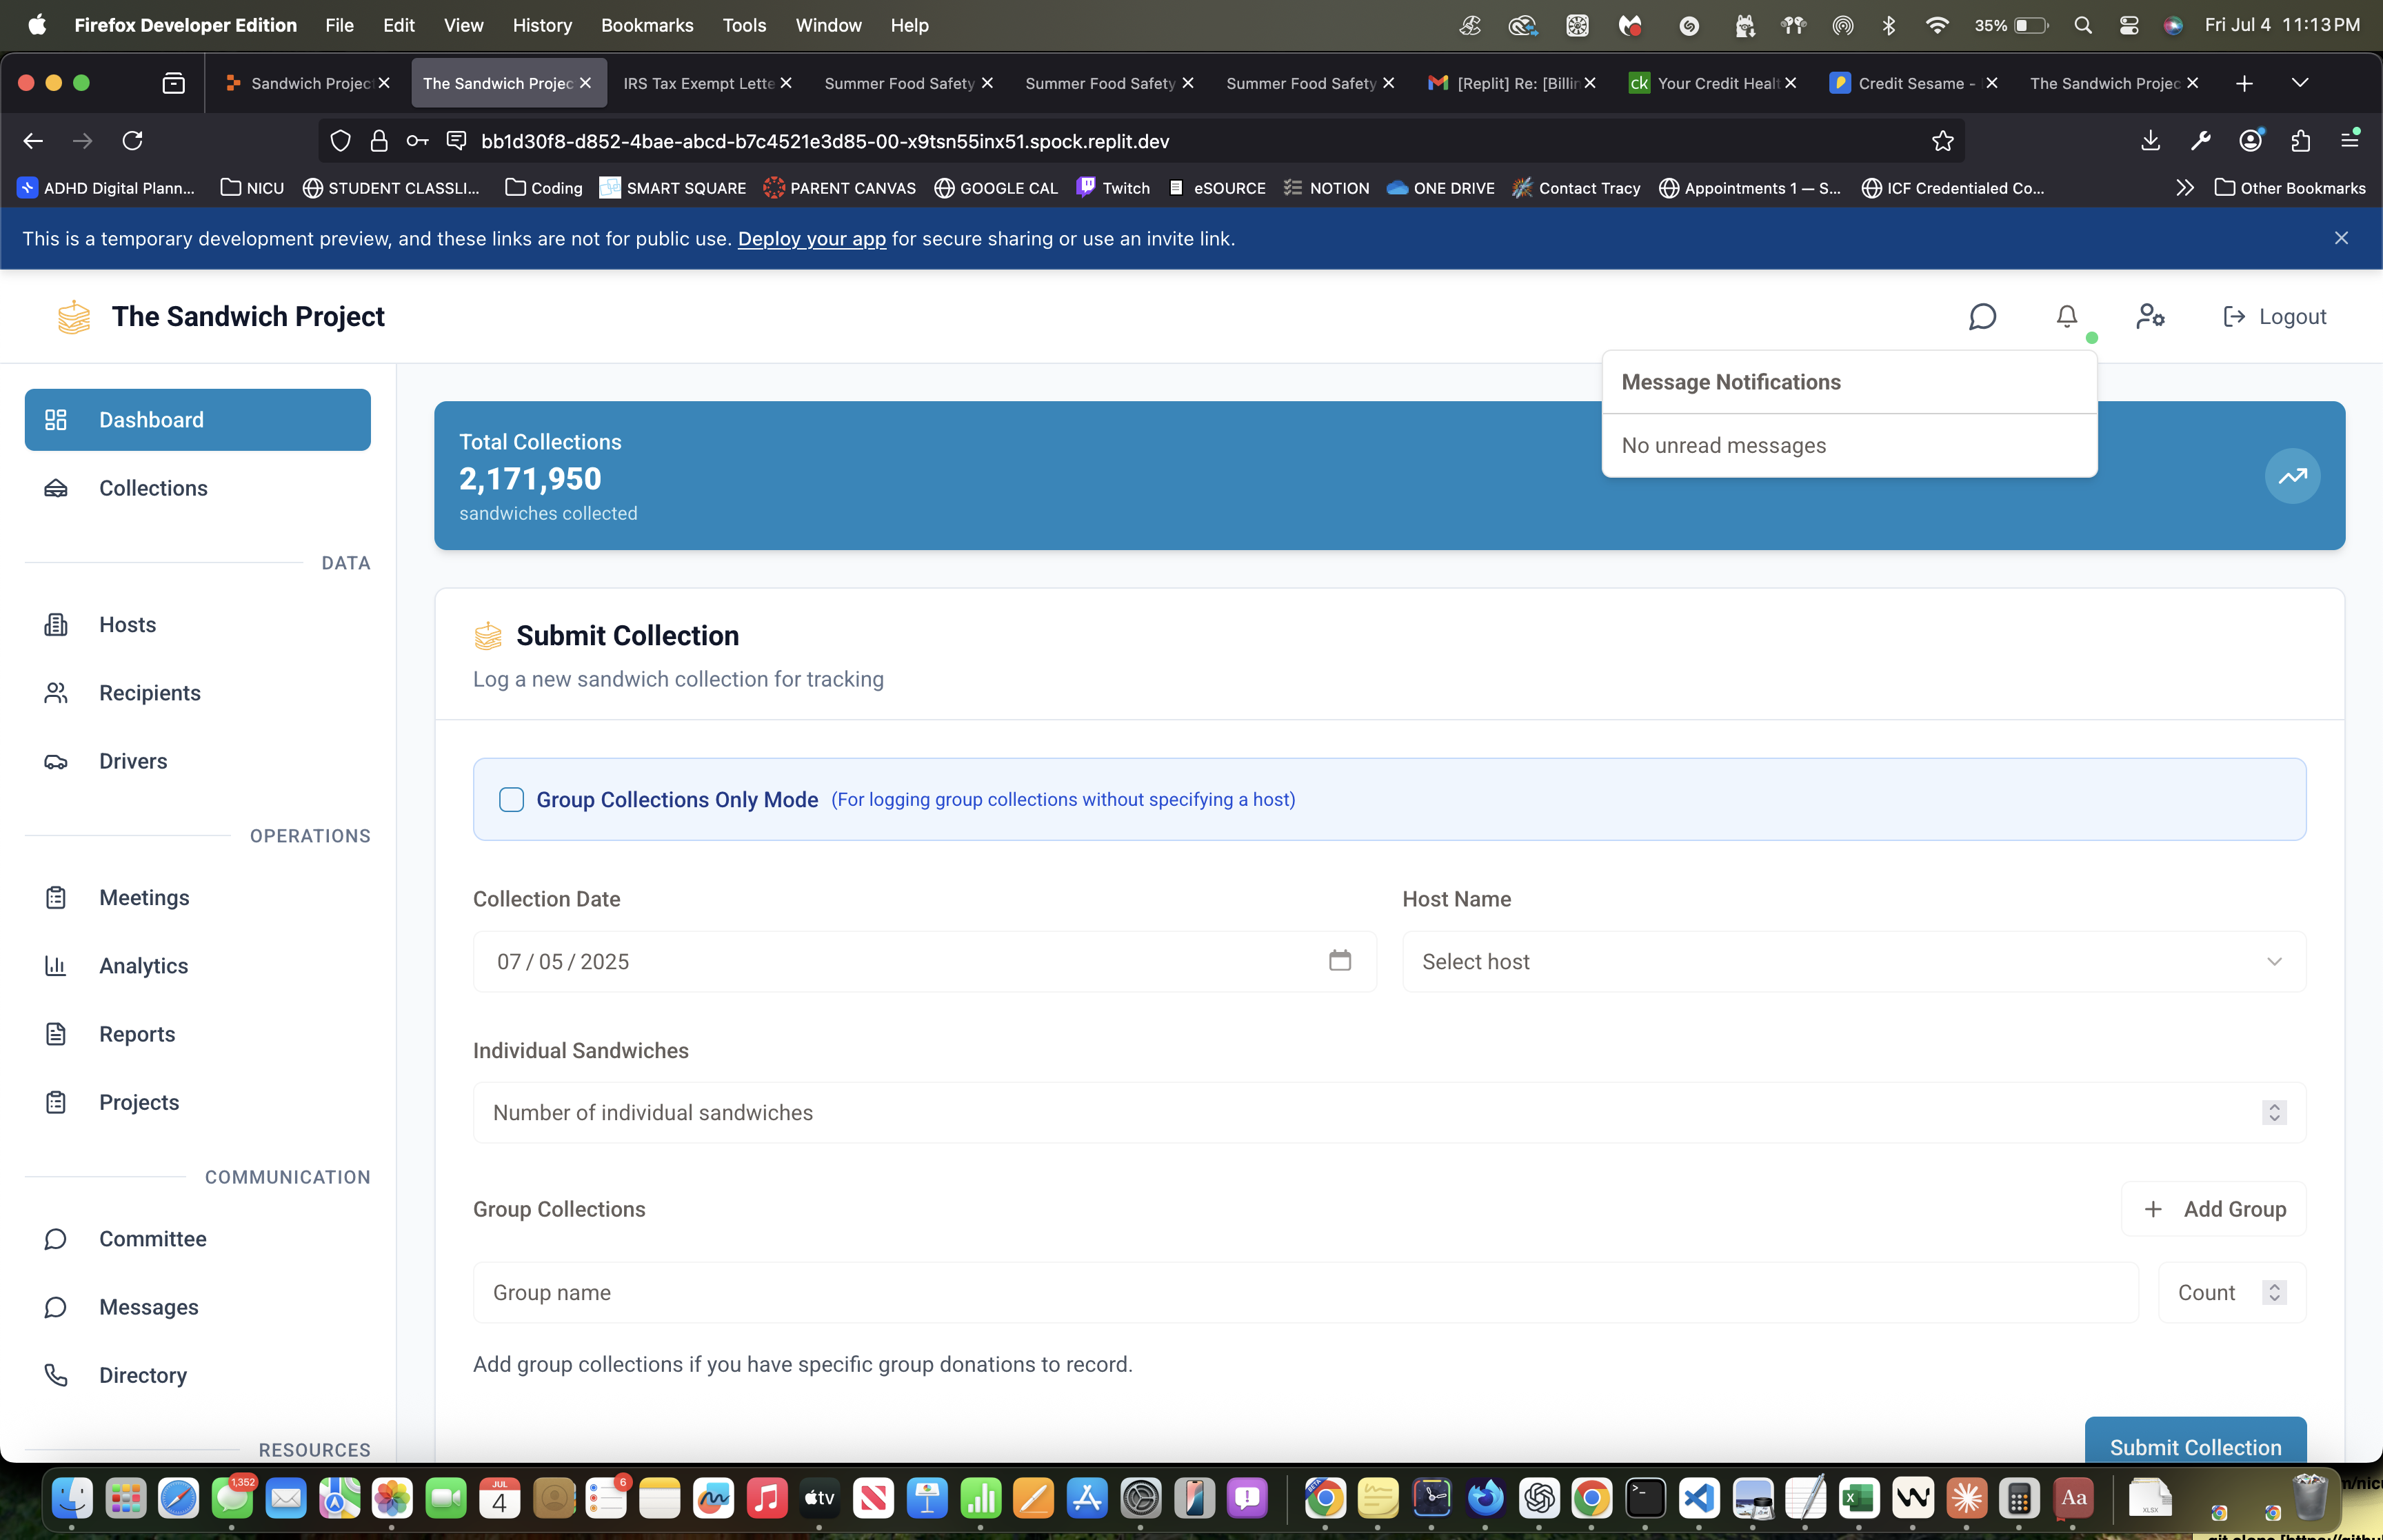 Firefox Developer Edition File Edit View History Bookmarks Tools Window Help 35% Fri Jul 4 11:13 PM
Sandwich Project The Sandwich Projec IRS Tax Exempt Lette Summer Food Safety Summer Food Safety Summer Food Safety [Replit] Re: [Billin ck Your Credit Healt Credit Sesame - The Sandwich Projec
bb1d30f8-d852-4bae-abcd-b7c4521e3d85-00-x9tsn55inx51.spock.replit.dev
ADHD Digital Plann... NICU STUDENT CLASSLI... Coding SMART SQUARE PARENT CANVAS GOOGLE CAL Twitch eSOURCE NOTION ONE DRIVE Contact Tracy Appointments 1 — S... ICF Credentialed Co... Other Bookmarks
This is a temporary development preview, and these links are not for public use. Deploy your app for secure sharing or use an invite link.
The Sandwich Project Logout
Message Notifications
No unread messages
Dashboard
Collections
DATA
Hosts
Recipients
Drivers
OPERATIONS
Meetings
Analytics
Reports
Projects
COMMUNICATION
Committee
Messages
Directory
RESOURCES
Total Collections
2,171,950
sandwiches collected
Submit Collection
Log a new sandwich collection for tracking
Group Collections Only Mode (For logging group collections without specifying a host)
Collection Date Host Name
07 / 05 / 2025 Select host
Individual Sandwiches
Number of individual sandwiches
Group Collections + Add Group
Group name Count
Add group collections if you have specific group donations to record.
Submit Collection
1,352 JUL 4 6 tv Aa XLSX